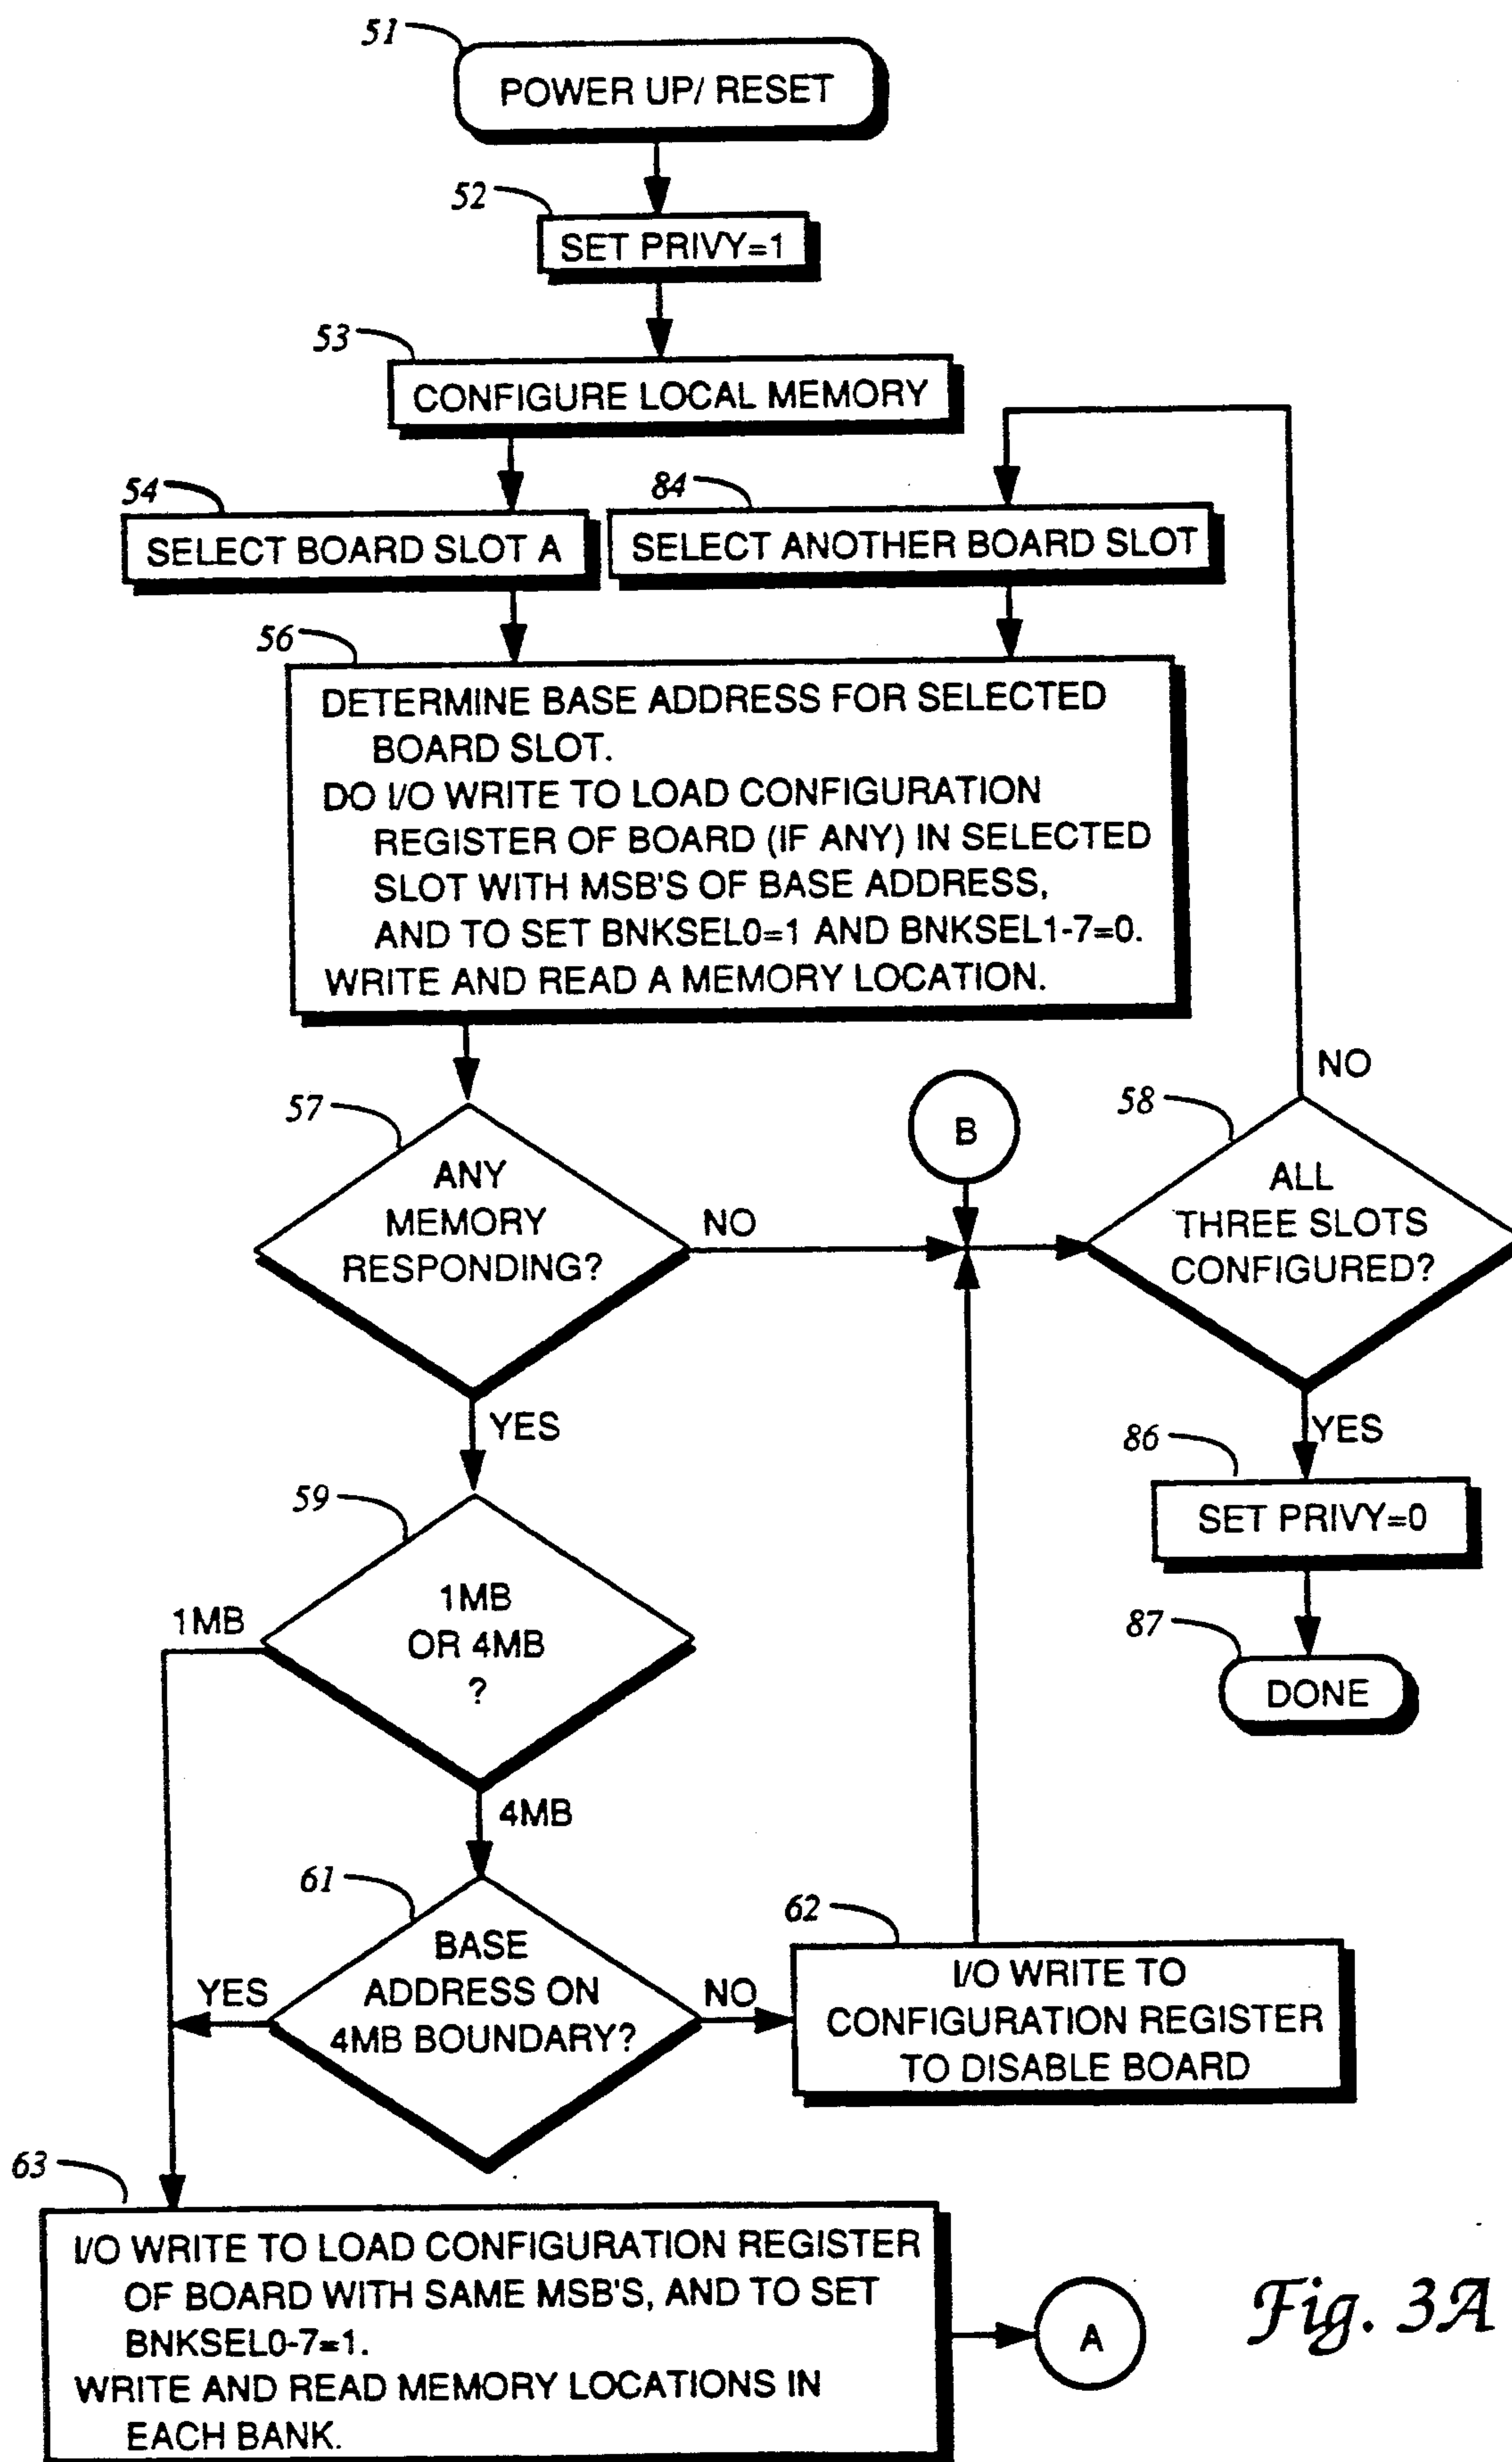 51
POWER UP/ RESET
52
SET PRIVY=1
53
CONFIGURE LOCAL MEMORY
54
SELECT BOARD SLOT A
84
SELECT ANOTHER BOARD SLOT
56
DETERMINE BASE ADDRESS FOR SELECTED
BOARD SLOT.
DO I/O WRITE TO LOAD CONFIGURATION
REGISTER OF BOARD (IF ANY) IN SELECTED
SLOT WITH MSB'S OF BASE ADDRESS,
AND TO SET BNKSEL0=1 AND BNKSEL1-7=0.
WRITE AND READ A MEMORY LOCATION.
57
ANY
MEMORY
RESPONDING?
NO
B
58
ALL
THREE SLOTS
CONFIGURED?
NO
YES
86
SET PRIVY=0
87
DONE
YES
59
1MB
OR 4MB
?
1MB
4MB
61
BASE
ADDRESS ON
4MB BOUNDARY?
YES
NO
62
I/O WRITE TO
CONFIGURATION REGISTER
TO DISABLE BOARD
63
I/O WRITE TO LOAD CONFIGURATION REGISTER
OF BOARD WITH SAME MSB'S, AND TO SET
BNKSEL0-7=1.
WRITE AND READ MEMORY LOCATIONS IN
EACH BANK.
A
Fig. 3A